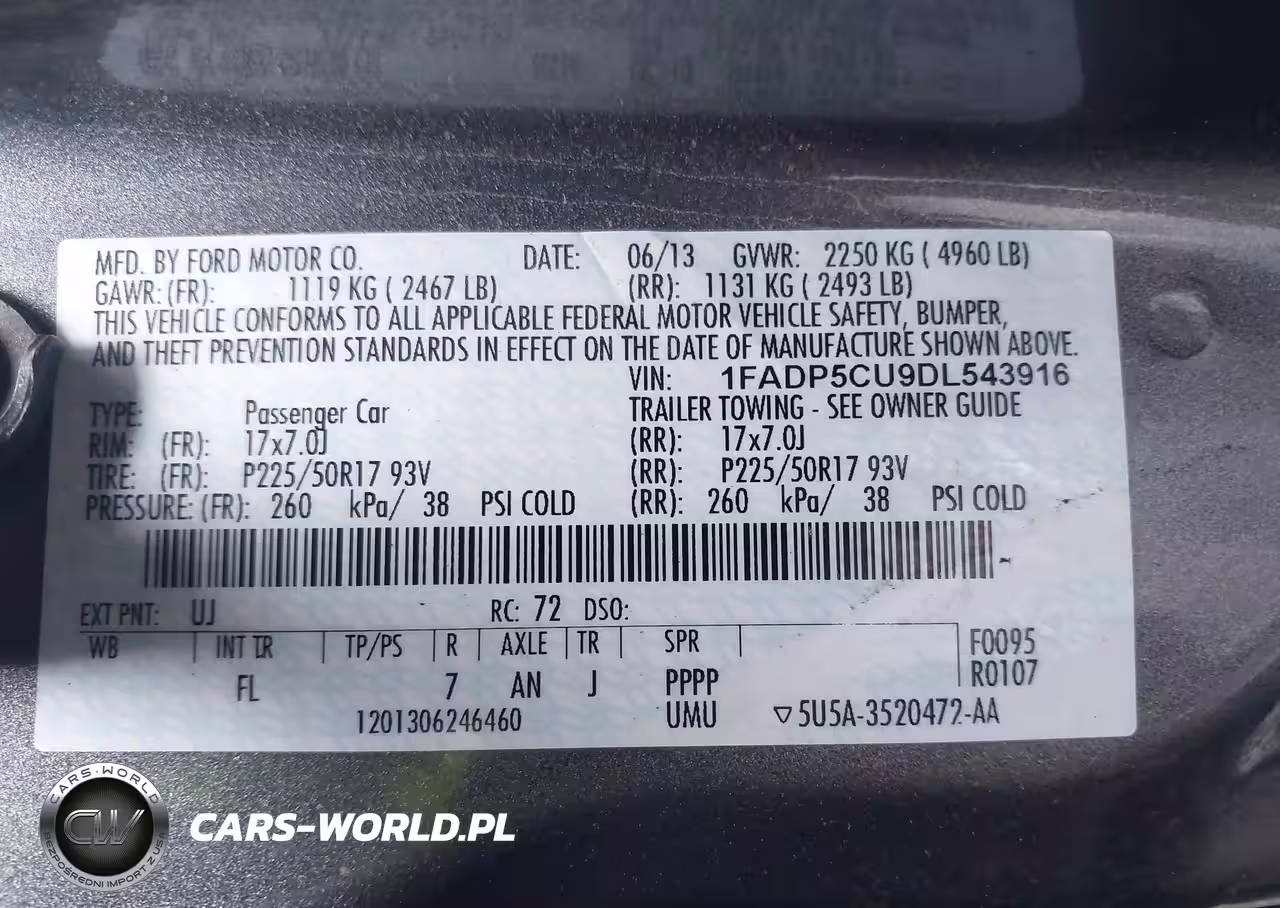 MFD. BY FORD MOTOR CO. DATE: 06/13 GVWR: 2250 KG ( 4960 LB)
GAWR: (FR): 1119 KG ( 2467 LB) (RR): 1131 KG ( 2493 LB)
THIS VEHICLE CONFORMS TO ALL APPLICABLE FEDERAL MOTOR VEHICLE SAFETY, BUMPER,
AND THEFT PREVENTION STANDARDS IN EFFECT ON THE DATE OF MANUFACTURE SHOWN ABOVE.
VIN: 1FADP5CU9DL543916
TYPE: Passenger Car TRAILER TOWING - SEE OWNER GUIDE
RIM: (FR): 17x7.0J (RR): 17x7.0J
TIRE: (FR): P225/50R17 93V (RR): P225/50R17 93V
PRESSURE: (FR): 260 kPa/ 38 PSI COLD (RR): 260 kPa/ 38 PSI COLD
EXT PNT: UJ RC: 72 DSO:
WB INT TR TP/PS R AXLE TR SPR F0095
R0107
FL 7 AN J PPPP
1201306246460 UMU ▽5U5A-3520472-AA
CARS-WORLD
CW
BEZPOŚREDNI IMPORT Z USA
CARS-WORLD.PL